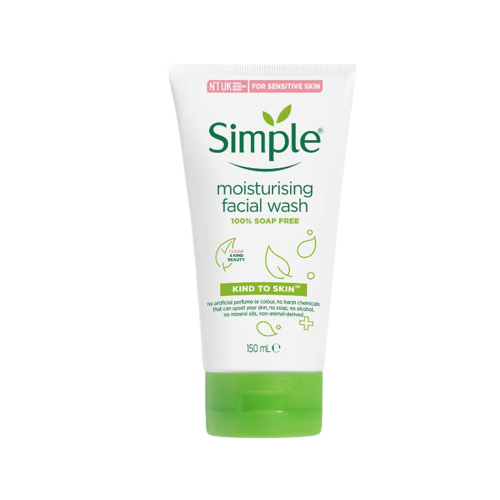 NTUK FOR SENSITIVE SKIN
Simple®
moisturising
facial wash
100% SOAP FREE
CLEAN
& KIND
BEAUTY
KIND TO SKIN™
no artificial perfume or colour, no harsh chemicals
that can upset your skin, no soap, no alcohol,
no mineral oils, non-animal-derived
150 mL ℮